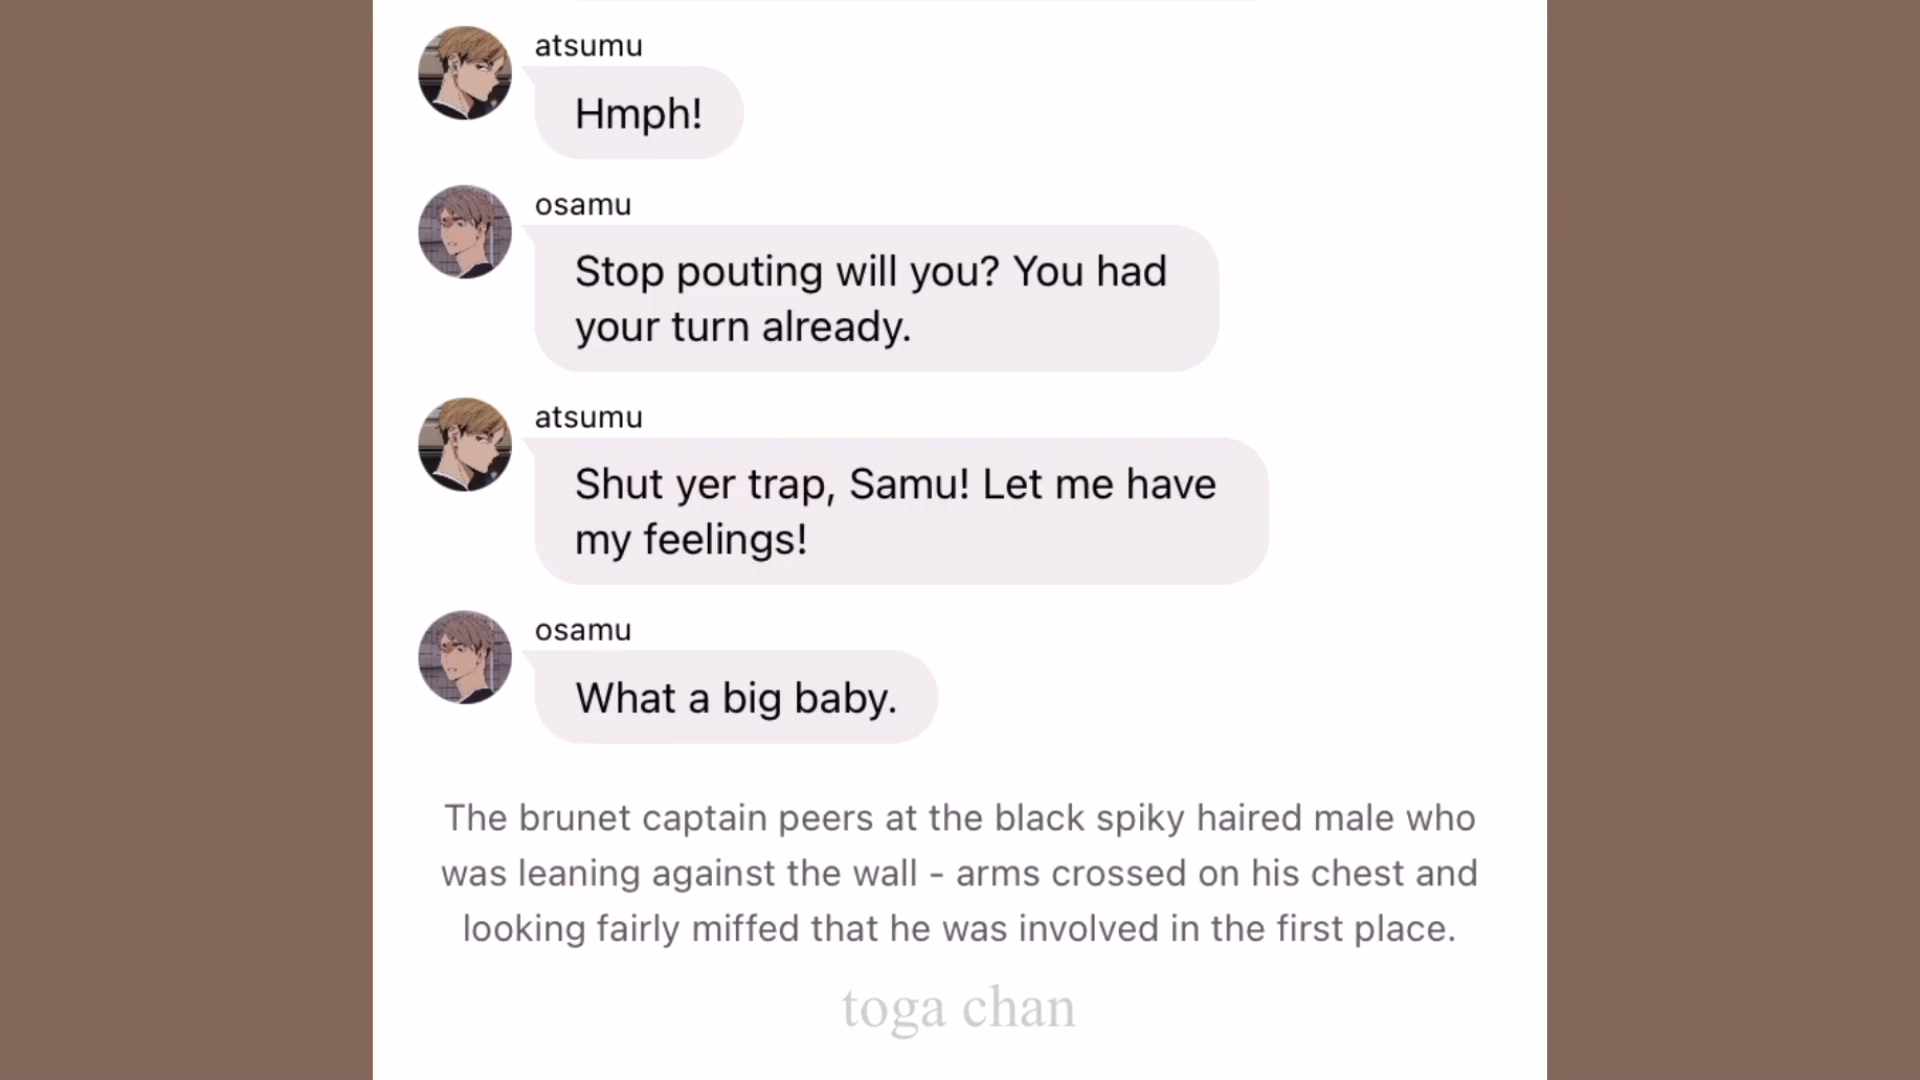 atsumu
Hmph!
osamu
Stop pouting will you? You had
your turn already.
atsumu
Shut yer trap, Samu! Let me have
my feelings!
osamu
What a big baby.
The brunet captain peers at the black spiky haired male who
was leaning against the wall - arms crossed on his chest and
looking fairly miffed that he was involved in the first place.
toga chan